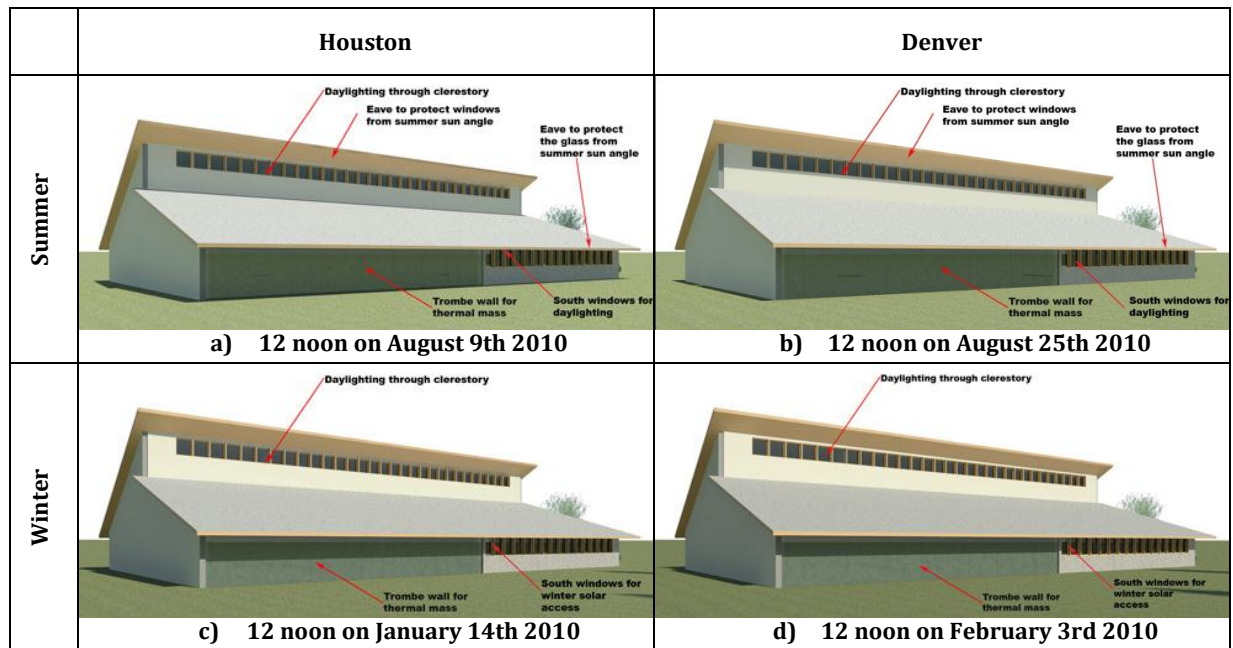 Houston
Denver
Summer
Daylighting through clerestory
Eave to protect windows
from summer sun angle
Eave to protect
the glass from
summer sun angle
Trombe wall for
thermal mass
South windows for
daylighting
a) 12 noon on August 9th 2010
Daylighting through clerestory
Eave to protect windows
from summer sun angle
Eave to protect
the glass from
summer sun angle
Trombe wall for
thermal mass
South windows for
daylighting
b) 12 noon on August 25th 2010
Winter
Daylighting through clerestory
Trombe wall for
thermal mass
South windows for
winter solar
access
c) 12 noon on January 14th 2010
Daylighting through clerestory
Trombe wall for
thermal mass
South windows for
winter solar
access
d) 12 noon on February 3rd 2010